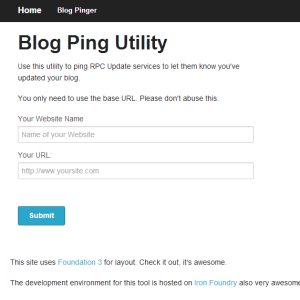 Home Blog Pinger
Blog Ping Utility
Use this utility to ping RPC Update services to let them know you've
updated your blog.
You only need to use the base URL. Please don't abuse this.
Your Website Name
Name of your Website
Your URL:
http://www.yoursite.com
Submit
This site uses Foundation 3 for layout. Check it out, it's awesome.
The development environment for this tool is hosted on Iron Foundry also very awesome